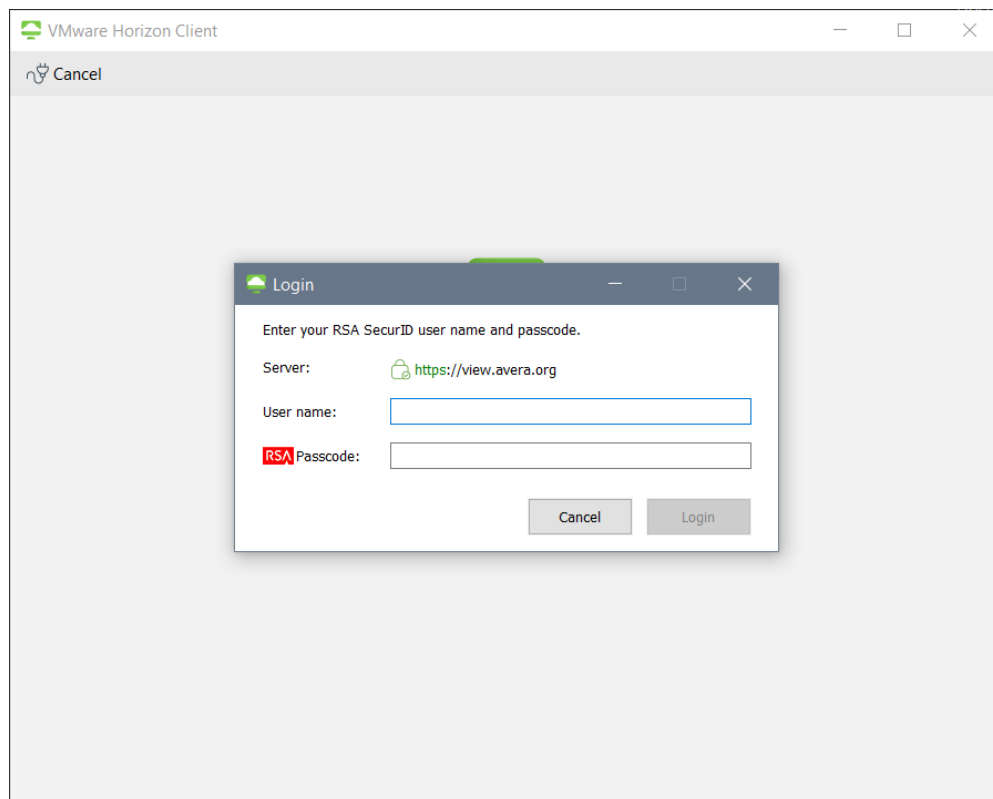 VMware Horizon Client
Cancel
Login
Enter your RSA SecurID user name and passcode.
Server: https://view.avera.org
User name:
RSA Passcode:
Cancel Login